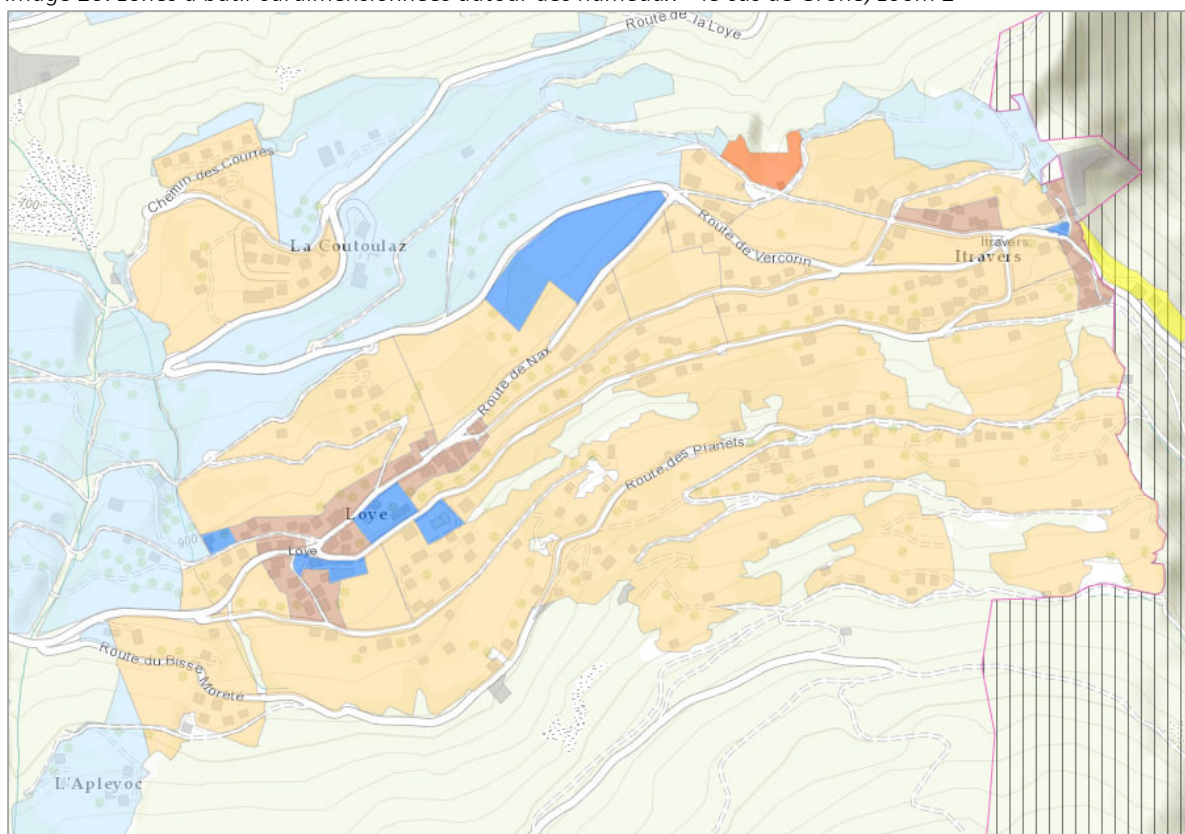 Image 20: zones à bâtir surdimensionnées autour des hameaux – le cas de Grône, zoom 2
Route de la Loye
Chemin des Courtes
700
La Coutoulaz
Route de Vercorin
Itravers
Itravers
Route de Nax
Route des Planets
Loye
900
Loye
Route du Bisse Morété
L'Apleyoc